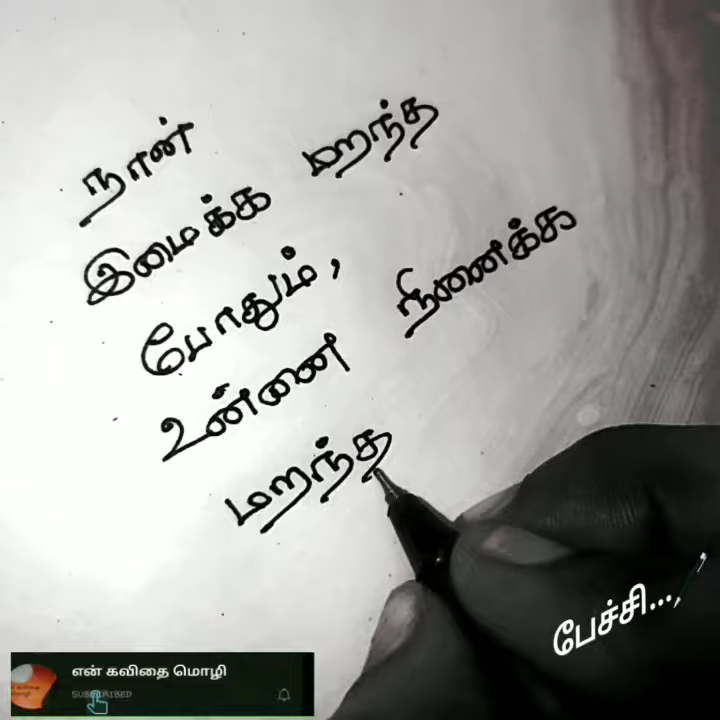 நான்
இமைக்க மறந்த
போதும்,
உன்னை நினைக்க
மறந்த
பேச்சி...
என் கவிதை மொழி
SUBSCRIBED